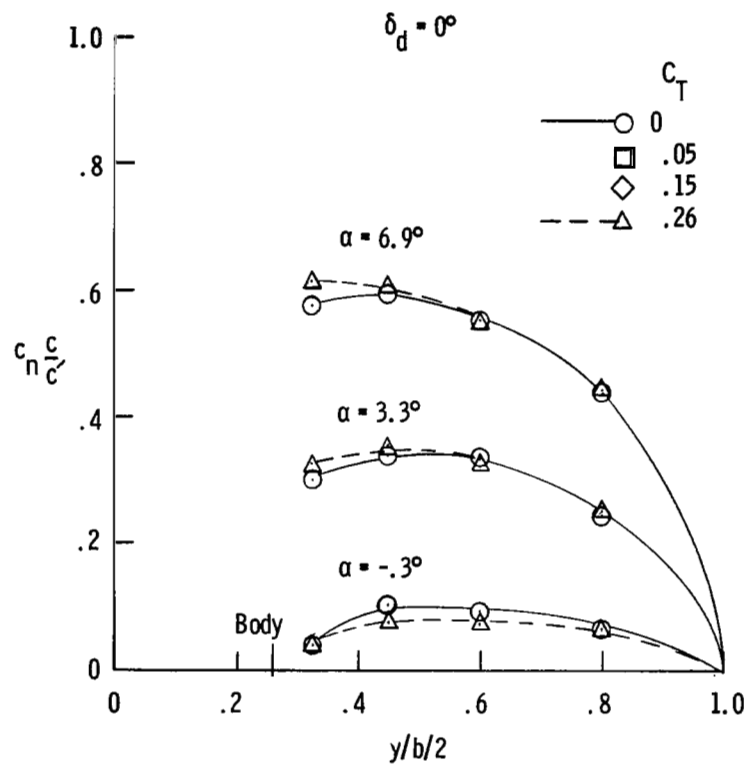 δd = 0°
1.0
CT
0
.05
.15
.26
.8
α = 6.9°
.6
cn c/c′
α = 3.3°
.4
.2
α = -.3°
Body
0
0 .2 .4 .6 .8 1.0
y/b/2